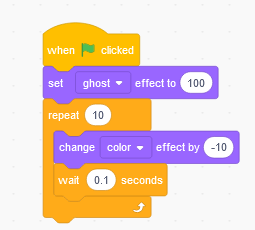 when clicked
set ghost effect to 100
repeat 10
change color effect by -10
wait 0.1 seconds